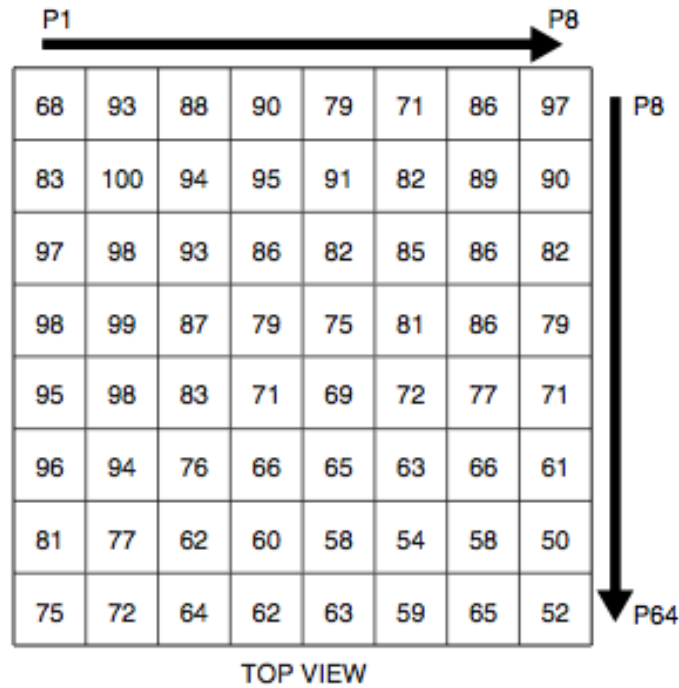 P1 P8
68 93 88 90 79 71 86 97 P8
83 100 94 95 91 82 89 90
97 98 93 86 82 85 86 82
98 99 87 79 75 81 86 79
95 98 83 71 69 72 77 71
96 94 76 66 65 63 66 61
81 77 62 60 58 54 58 50
75 72 64 62 63 59 65 52 P64
TOP VIEW